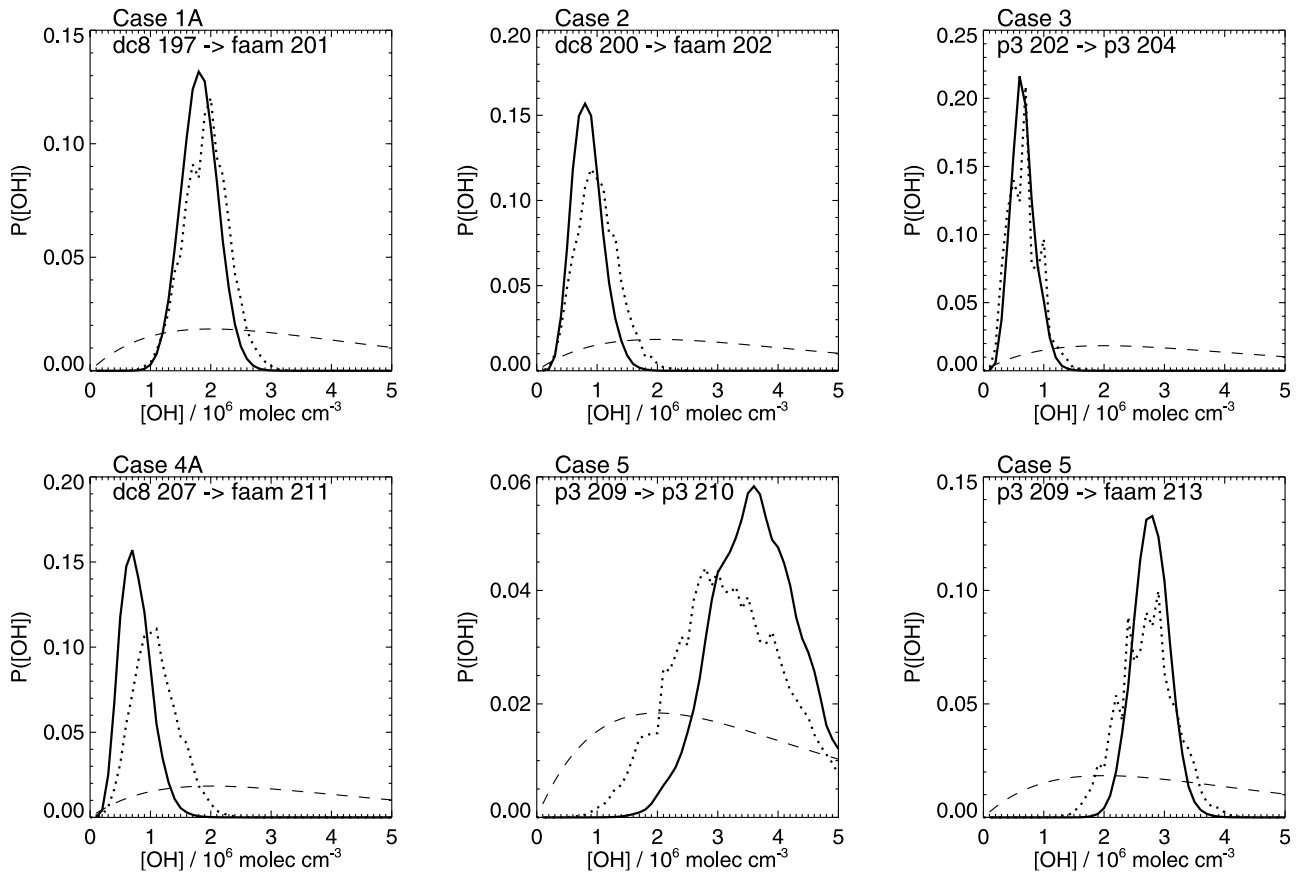 Case 1A
dc8 197 -> faam 201
0.15
0.10
0.05
0.00
P([OH])
0 1 2 3 4 5
[OH] / 10⁶ molec cm⁻³
Case 2
dc8 200 -> faam 202
0.20
0.15
0.10
0.05
0.00
P([OH])
0 1 2 3 4 5
[OH] / 10⁶ molec cm⁻³
Case 3
p3 202 -> p3 204
0.25
0.20
0.15
0.10
0.05
0.00
P([OH])
0 1 2 3 4 5
[OH] / 10⁶ molec cm⁻³
Case 4A
dc8 207 -> faam 211
0.20
0.15
0.10
0.05
0.00
P([OH])
0 1 2 3 4 5
[OH] / 10⁶ molec cm⁻³
Case 5
p3 209 -> p3 210
0.06
0.04
0.02
0.00
P([OH])
0 1 2 3 4 5
[OH] / 10⁶ molec cm⁻³
Case 5
p3 209 -> faam 213
0.15
0.10
0.05
0.00
P([OH])
0 1 2 3 4 5
[OH] / 10⁶ molec cm⁻³